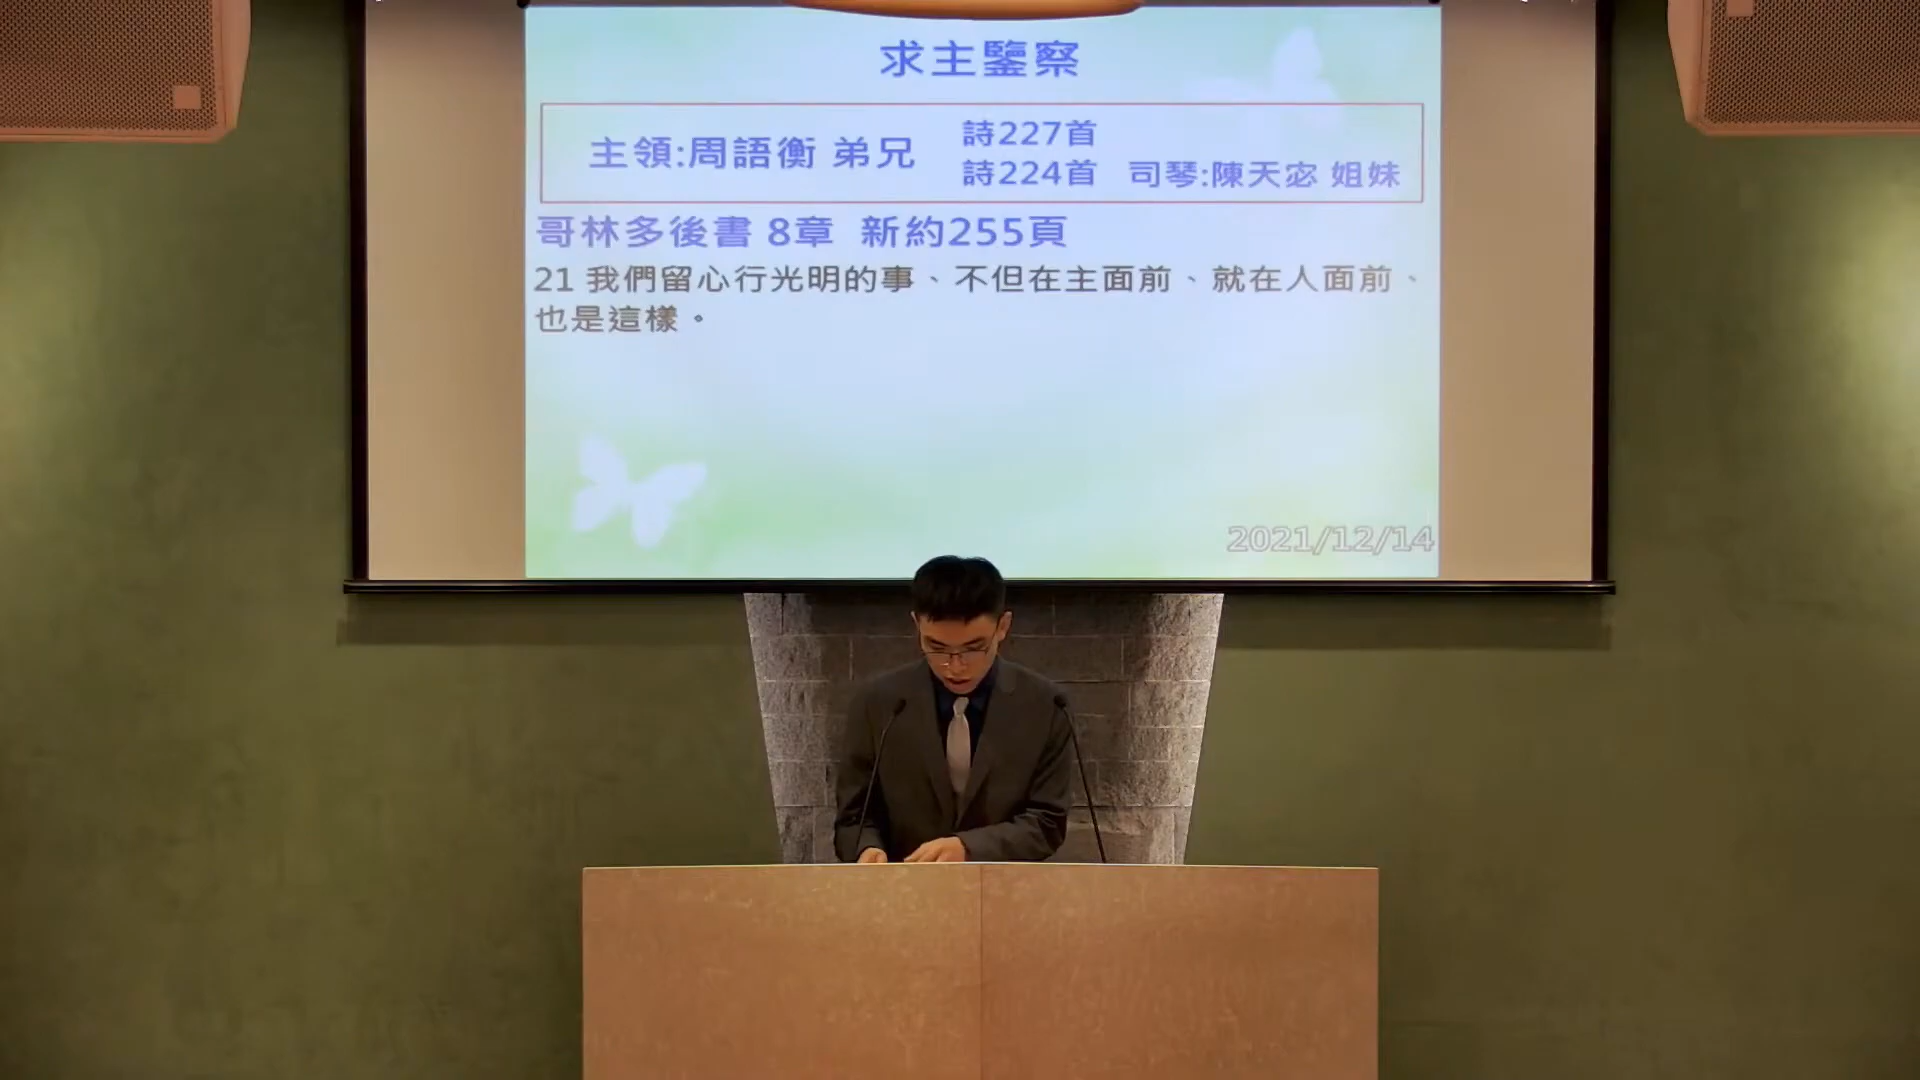 求主鑒察
主領:周語衡 弟兄
詩227首
詩224首 司琴:陳天宓 姐妹
哥林多後書 8章 新約255頁
21 我們留心行光明的事、不但在主面前、就在人面前、
也是這樣。
2021/12/14